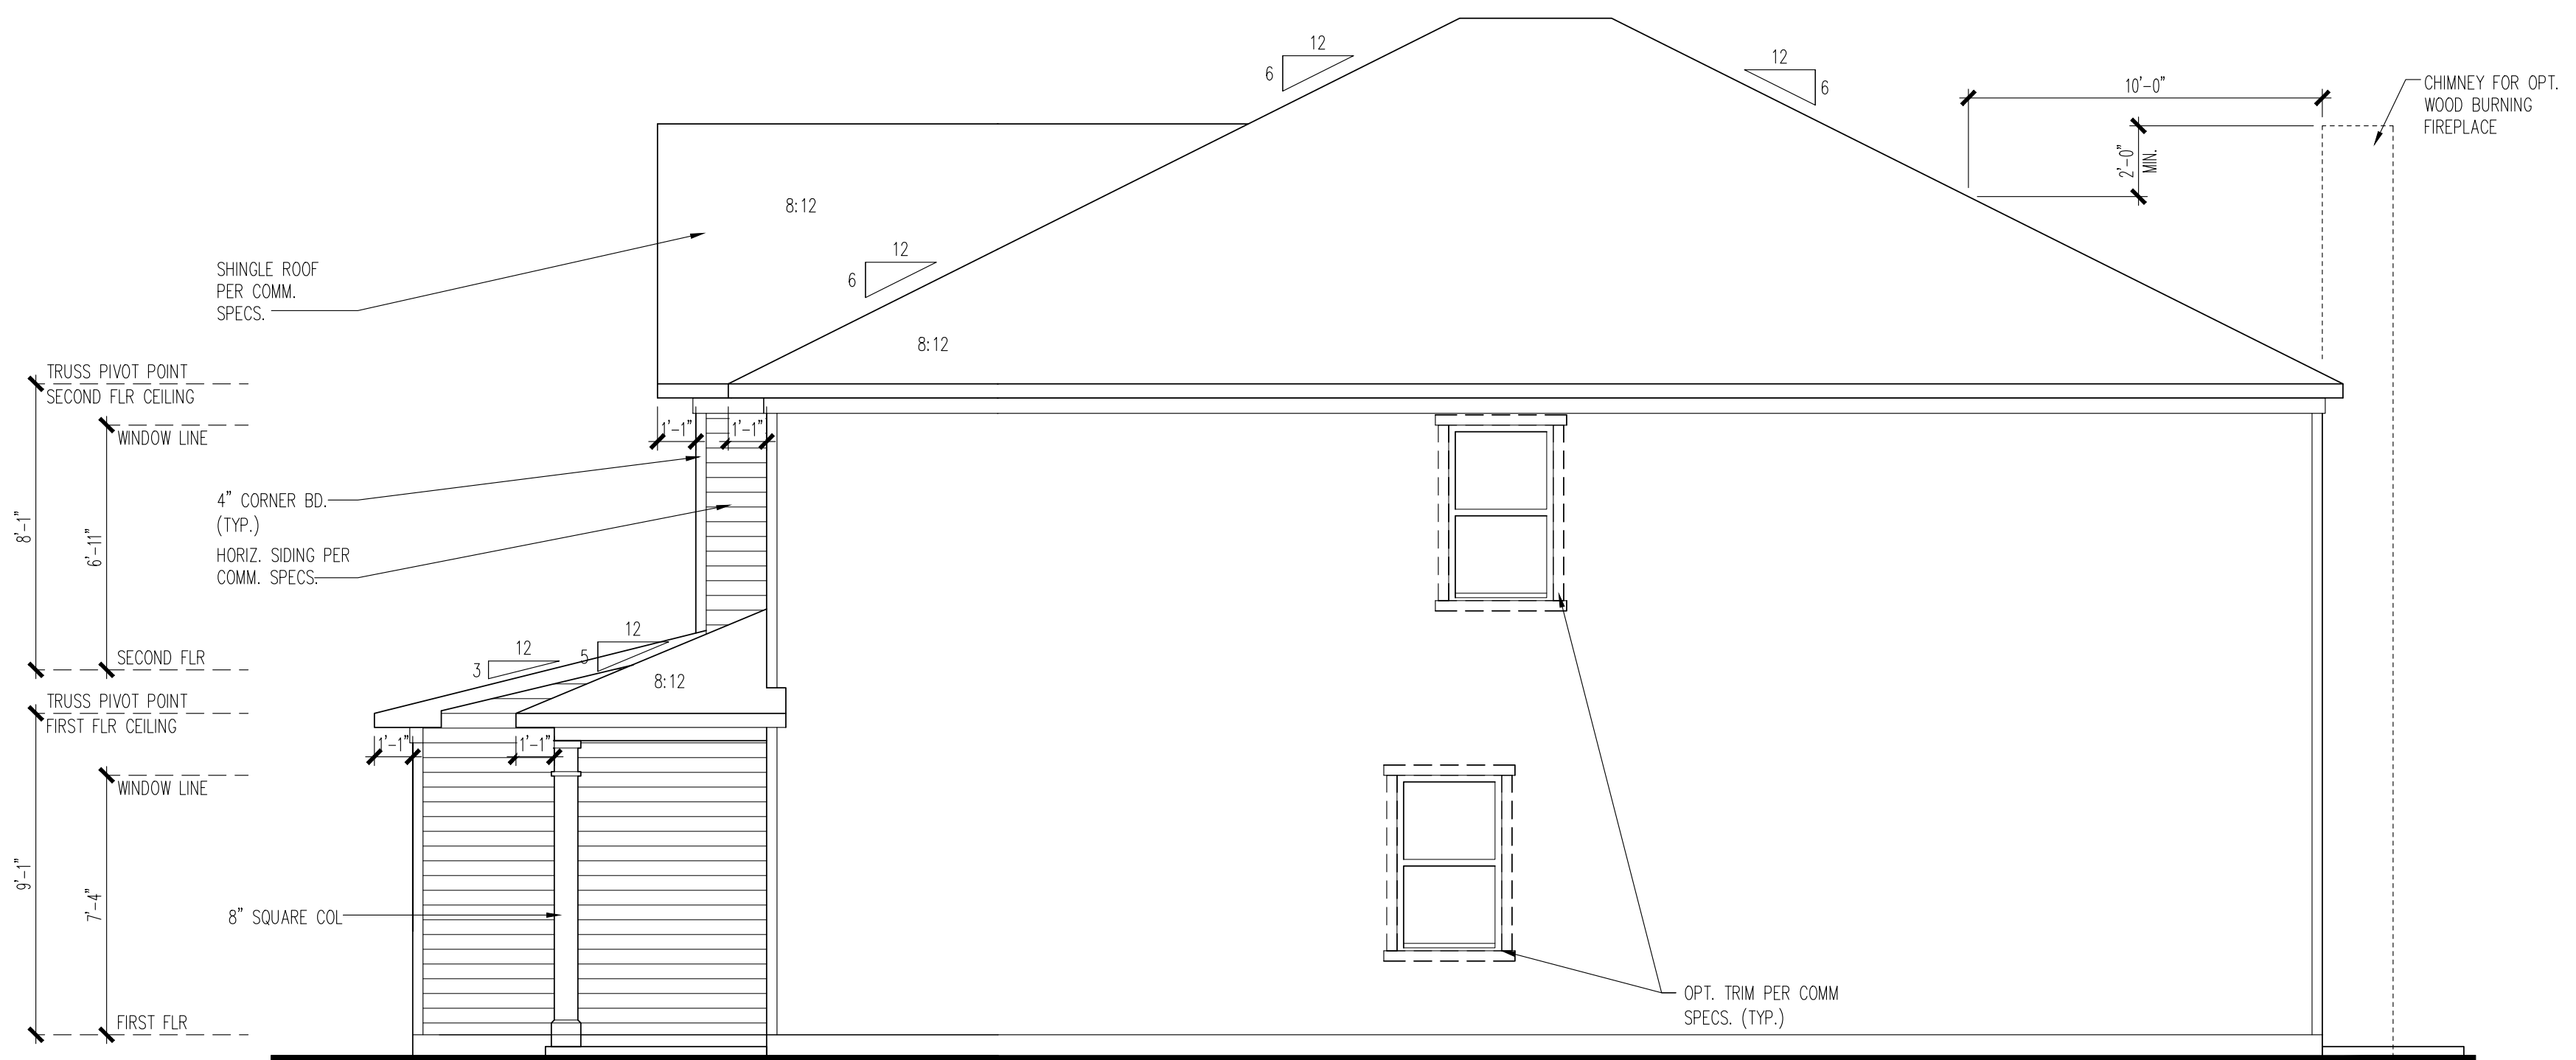 12
6
12
6
10'-0"
CHIMNEY FOR OPT.
WOOD BURNING
FIREPLACE
2'-0"
MIN.
8:12
12
6
SHINGLE ROOF
PER COMM.
SPECS.
8:12
TRUSS PIVOT POINT
SECOND FLR CEILING
WINDOW LINE
1'-1"
1'-1"
4" CORNER BD.
(TYP.)
HORIZ. SIDING PER
COMM. SPECS.
8'-1"
6'-11"
SECOND FLR
12
3
12
5
8:12
TRUSS PIVOT POINT
FIRST FLR CEILING
1'-1"
1'-1"
WINDOW LINE
9'-1"
7'-4"
8" SQUARE COL
FIRST FLR
OPT. TRIM PER COMM
SPECS. (TYP.)